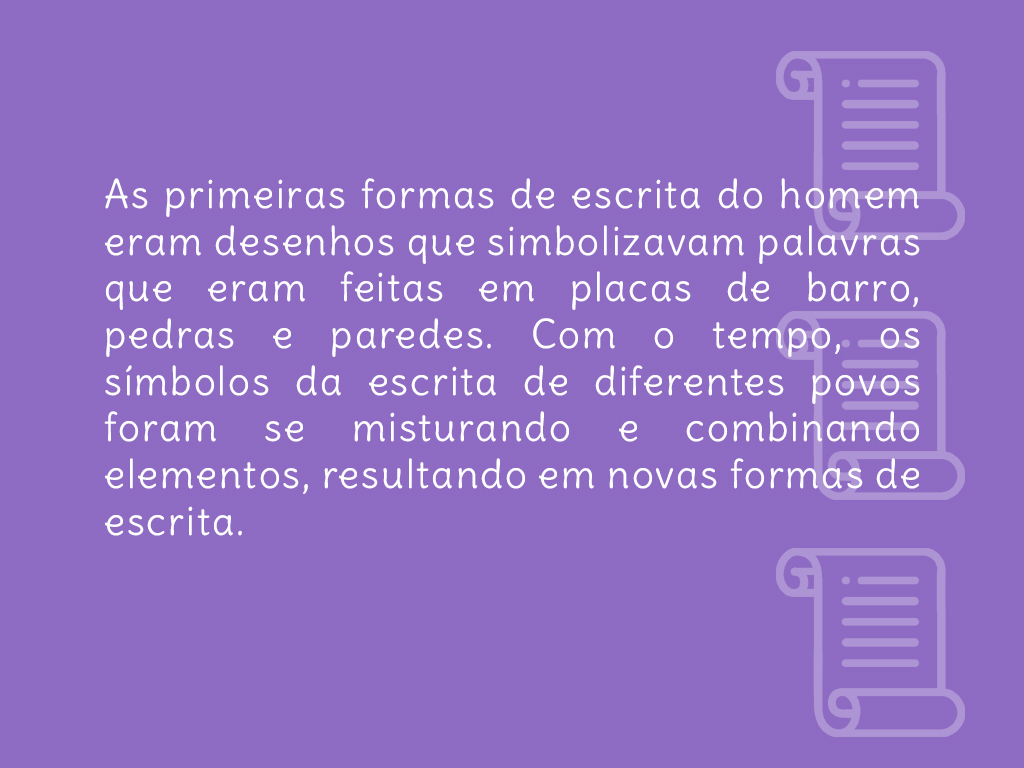 As primeiras formas de escrita do homem
eram desenhos que simbolizavam palavras
que eram feitas em placas de barro,
pedras e paredes. Com o tempo, os
símbolos da escrita de diferentes povos
foram se misturando e combinando
elementos, resultando em novas formas de
escrita.